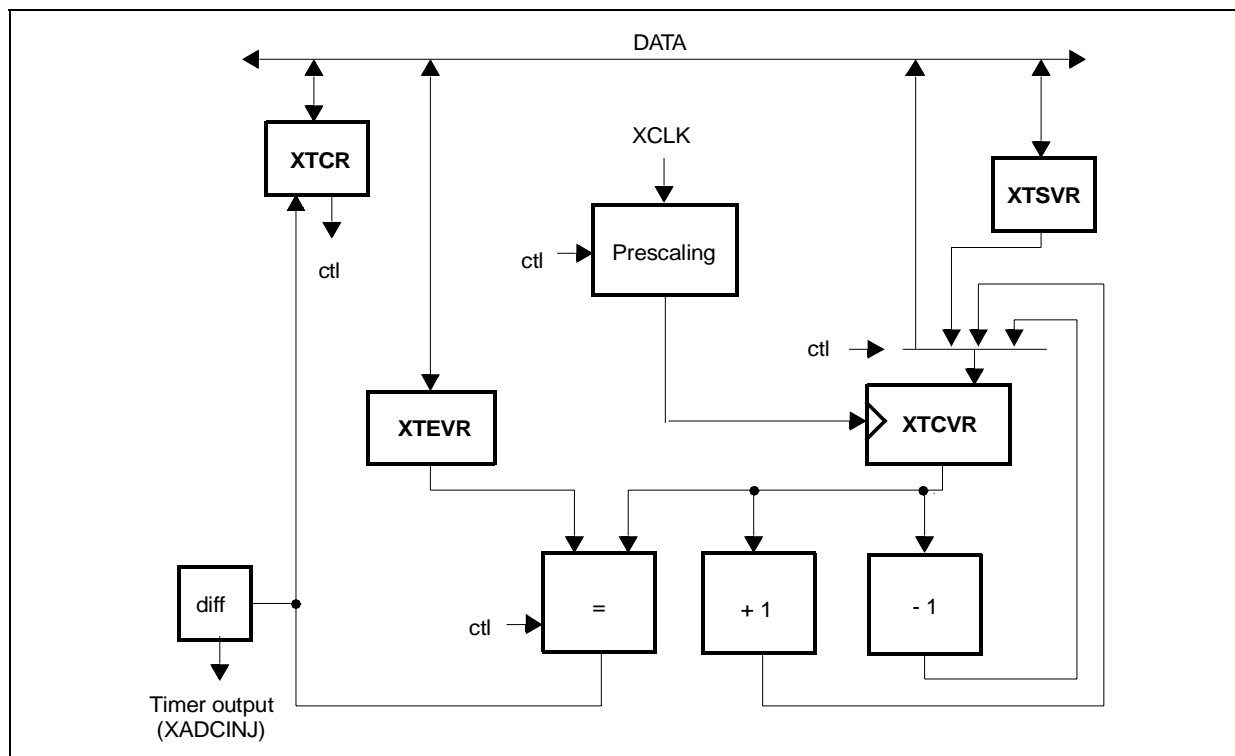 DATA
XTCR
XCLK
XTSVR
ctl
ctl
Prescaling
ctl
XTEVR
XTCVR
diff
ctl
=
+ 1
- 1
Timer output
(XADCINJ)